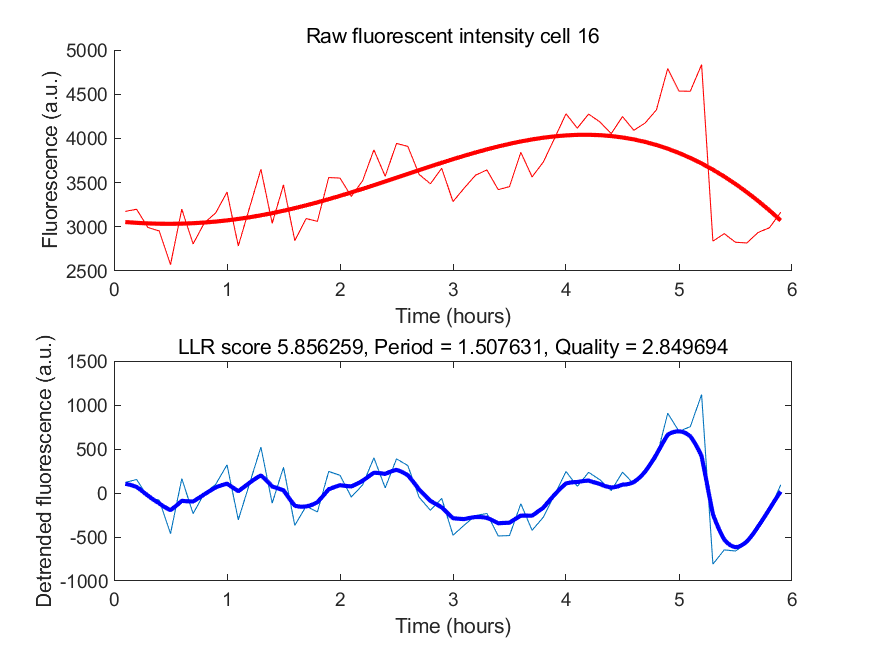 Raw fluorescent intensity cell 16
5000
4500
4000
3500
3000
2500
Fluorescence (a.u.)
0 1 2 3 4 5 6
Time (hours)
LLR score 5.856259, Period = 1.507631, Quality = 2.849694
1500
1000
500
0
-500
-1000
Detrended fluorescence (a.u.)
0 1 2 3 4 5 6
Time (hours)